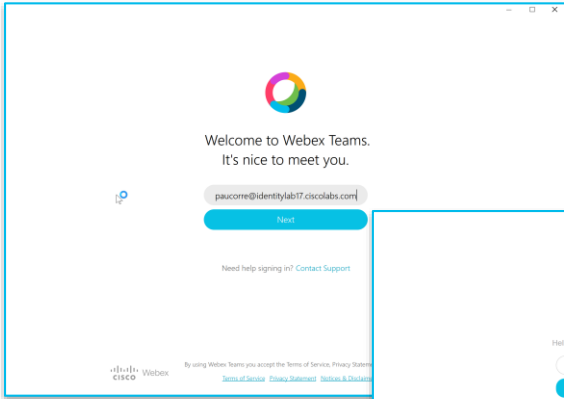 Welcome to Webex Teams.
It's nice to meet you.
paucorre@identitylab17.ciscolabs.com
Next
Need help signing in? Contact Support
Hel
By using Webex Teams you accept the Terms of Service, Privacy Statem
cisco Webex
Terms of Service · Privacy Statement · Notices & Disclaim